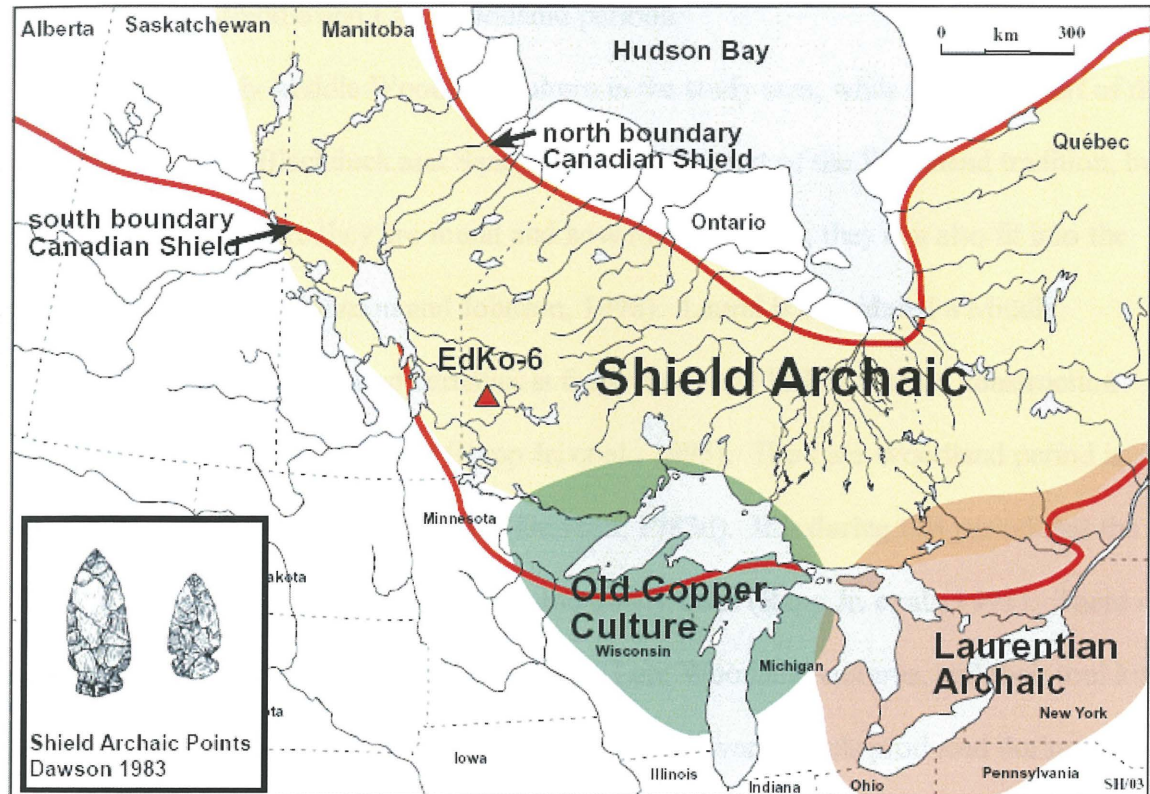 Alberta
Saskatchewan
Manitoba
Hudson Bay
0 km 300
north boundary
Canadian Shield
Québec
south boundary
Canadian Shield
Ontario
EdKo-6
Shield Archaic
Minnesota
Old Copper
Culture
Wisconsin
Michigan
Laurentian
Archaic
New York
Iowa
Illinois
Indiana
Ohio
Pennsylvania
SH/03
akota
ota
Shield Archaic Points
Dawson 1983